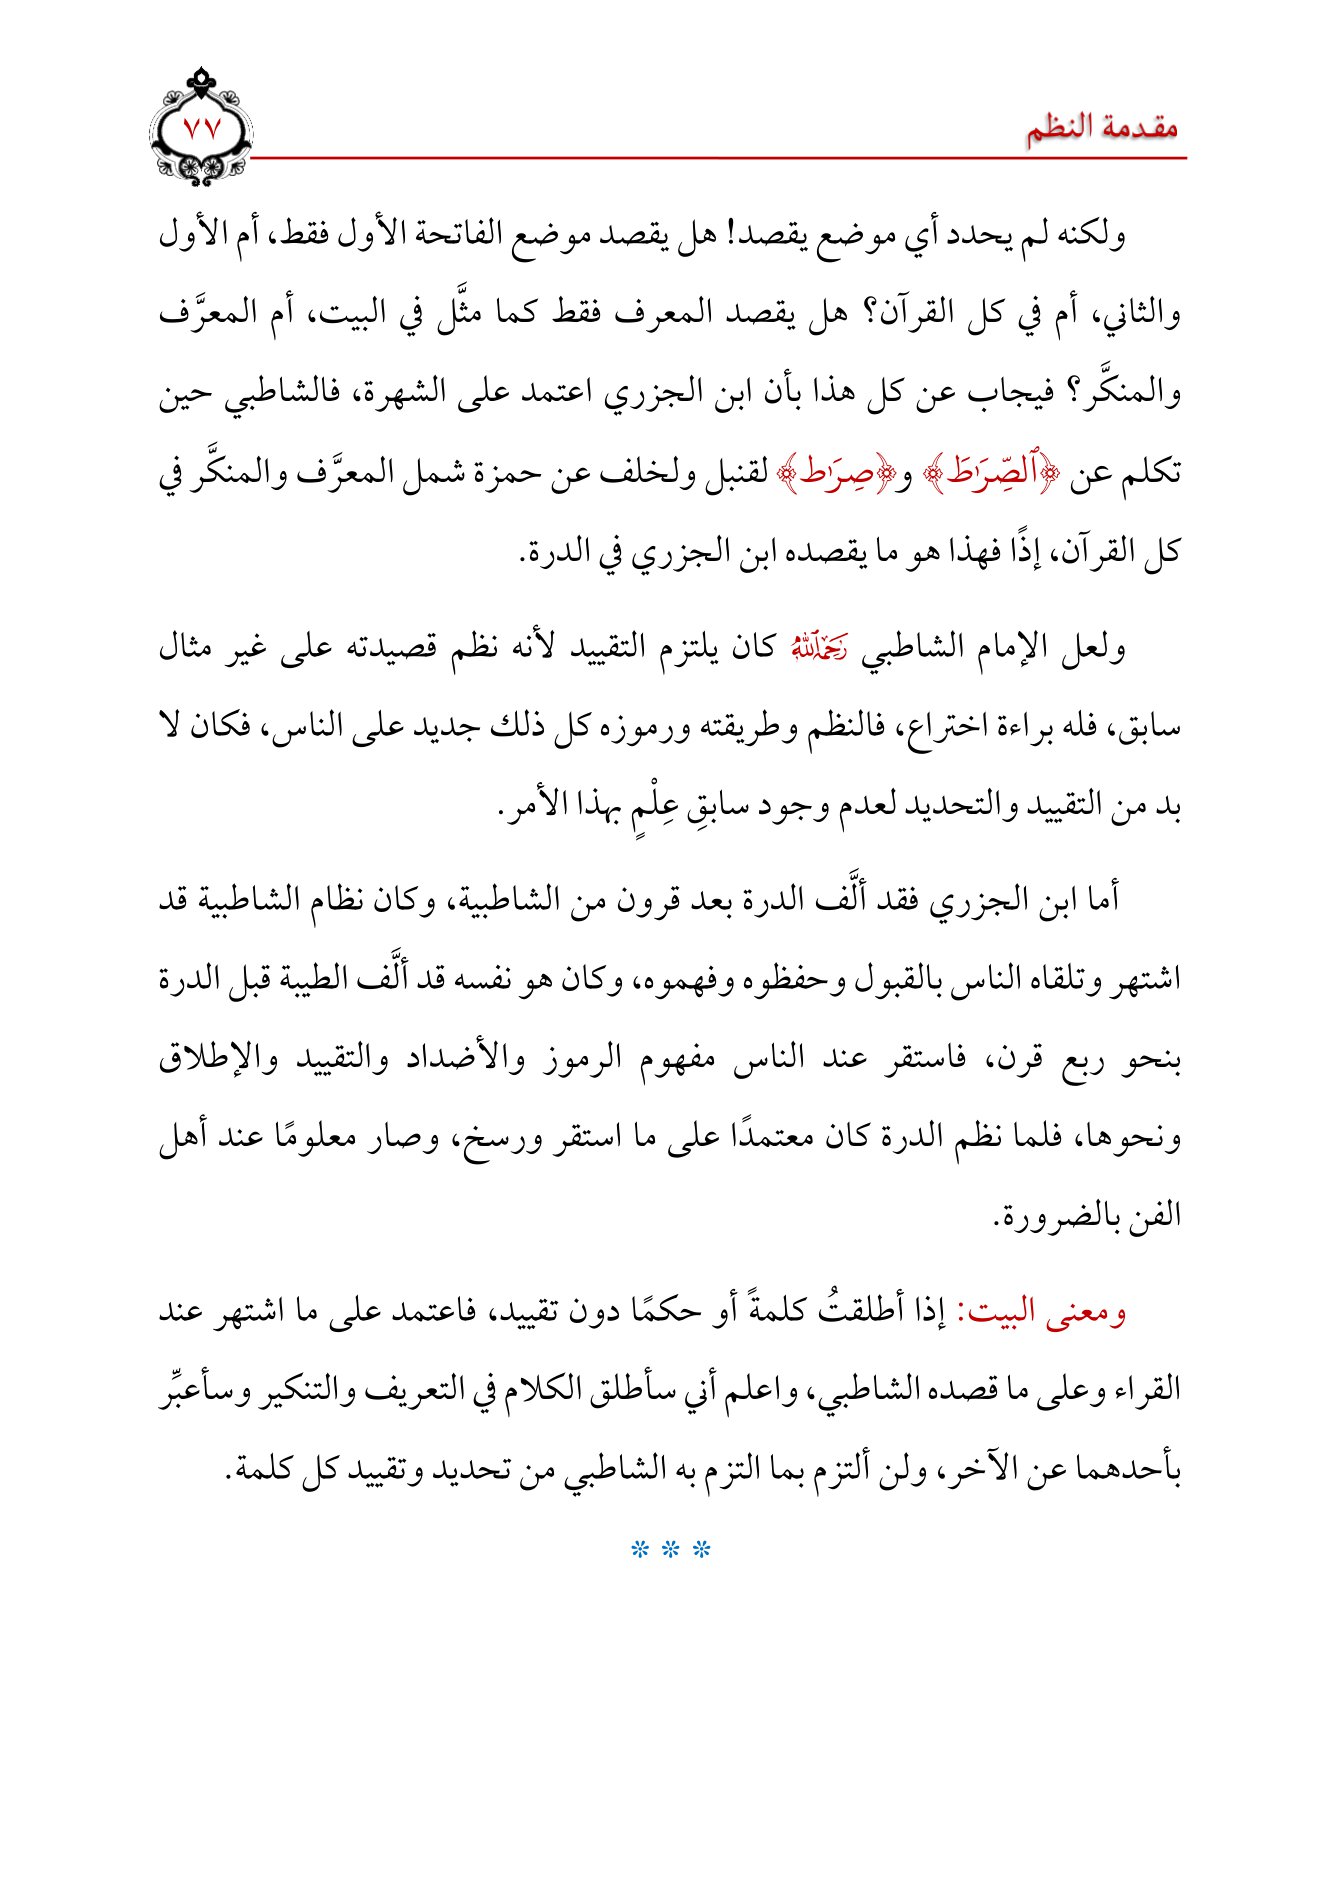 مقدمة النظم
٧٧
ولكنه لم يحدد أي موضع يقصد! هل يقصد موضع الفاتحة الأول فقط، أم الأول
والثاني، أم في كل القرآن؟ هل يقصد المعرف فقط كما مثَّل في البيت، أم المعرَّف
والمنكَّر؟ فيجاب عن كل هذا بأن ابن الجزري اعتمد على الشهرة، فالشاطبي حين
تكلم عن ﴿ٱلصِّرَٰطَ﴾ و﴿صِرَٰط﴾ لقنبل ولخلف عن حمزة شمل المعرَّف والمنكَّر في
كل القرآن، إذًا فهذا هو ما يقصده ابن الجزري في الدرة.
ولعل الإمام الشاطبي رَحِمَهُ ٱللَّهُ كان يلتزم التقييد لأنه نظم قصيدته على غير مثال
سابق، فله براءة اختراع، فالنظم وطريقته ورموزه كل ذلك جديد على الناس، فكان لا
بد من التقييد والتحديد لعدم وجود سابقِ عِلْمٍ بهذا الأمر.
أما ابن الجزري فقد ألَّف الدرة بعد قرون من الشاطبية، وكان نظام الشاطبية قد
اشتهر وتلقاه الناس بالقبول وحفظوه وفهموه، وكان هو نفسه قد ألَّف الطيبة قبل الدرة
بنحو ربع قرن، فاستقر عند الناس مفهوم الرموز والأضداد والتقييد والإطلاق
ونحوها، فلما نظم الدرة كان معتمدًا على ما استقر ورسخ، وصار معلومًا عند أهل
الفن بالضرورة.
ومعنى البيت: إذا أطلقتُ كلمةً أو حكمًا دون تقييد، فاعتمد على ما اشتهر عند
القراء وعلى ما قصده الشاطبي، واعلم أني سأطلق الكلام في التعريف والتنكير وسأعبِّر
بأحدهما عن الآخر، ولن ألتزم بما التزم به الشاطبي من تحديد وتقييد كل كلمة.
* * *